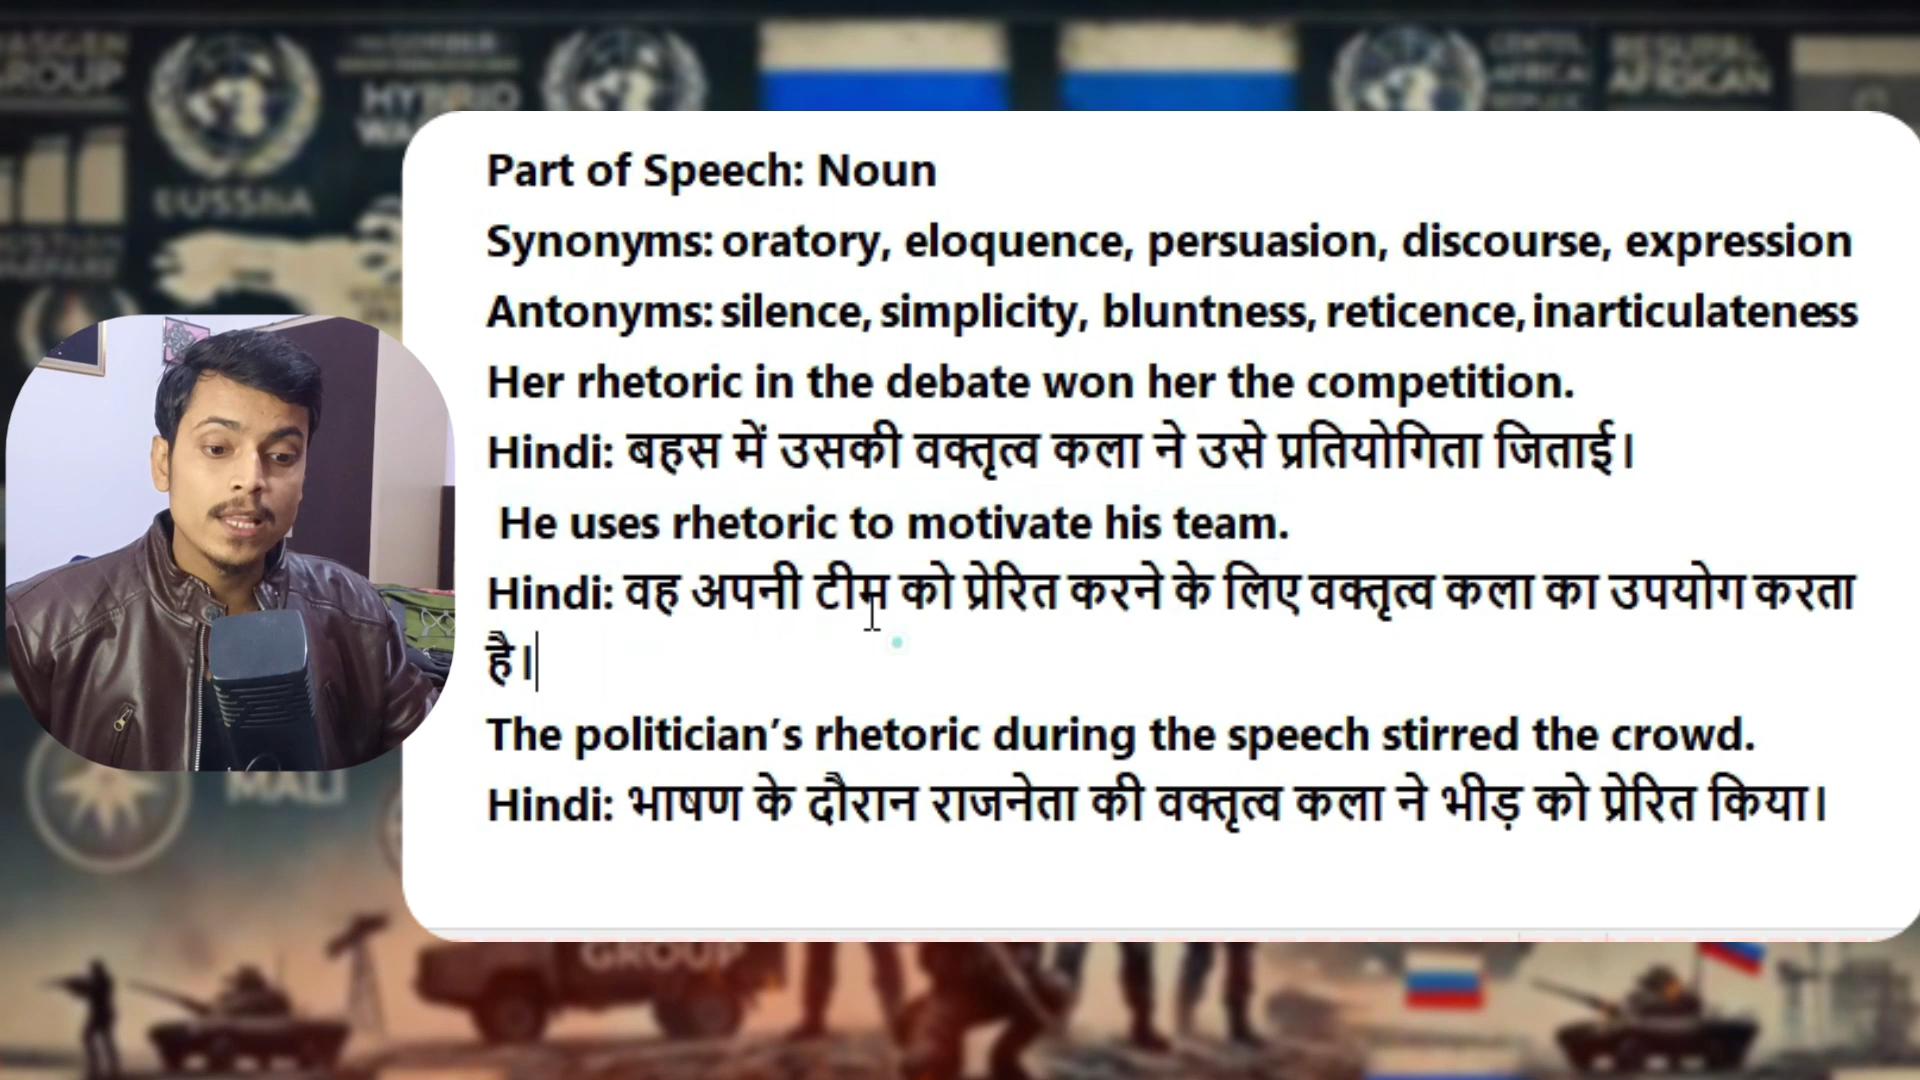 GROUP
HYBRID
RUSSIA
AFRICAN
Part of Speech: Noun
Synonyms: oratory, eloquence, persuasion, discourse, expression
Antonyms: silence, simplicity, bluntness, reticence, inarticulateness
Her rhetoric in the debate won her the competition.
Hindi: बहस में उसकी वक्तृत्व कला ने उसे प्रतियोगिता जिताई।
He uses rhetoric to motivate his team.
Hindi: वह अपनी टीम को प्रेरित करने के लिए वक्तृत्व कला का उपयोग करता
है।
The politician’s rhetoric during the speech stirred the crowd.
Hindi: भाषण के दौरान राजनेता की वक्तृत्व कला ने भीड़ को प्रेरित किया।
MALI
GROUP